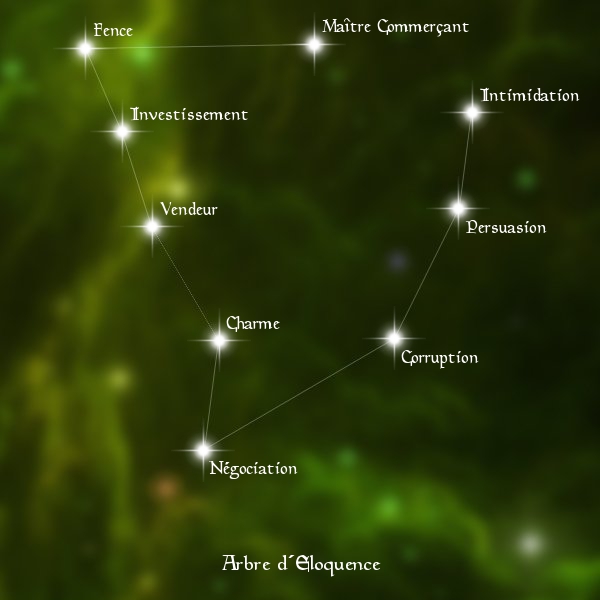 Maître Commerçant
Fence
Intimidation
Investissement
Vendeur
Persuasion
Charme
Corruption
Négociation
Arbre d´Eloquence